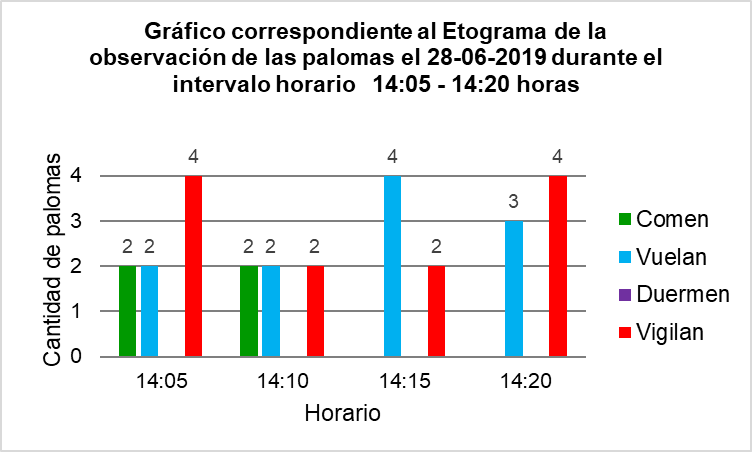 Gráfico correspondiente al Etograma de la
observación de las palomas el 28-06-2019 durante el
intervalo horario 14:05 - 14:20 horas
Cantidad de palomas
4
3
2
1
0
2 2 4
2 2 2
4 2
3 4
14:05 14:10 14:15 14:20
Horario
Comen
Vuelan
Duermen
Vigilan